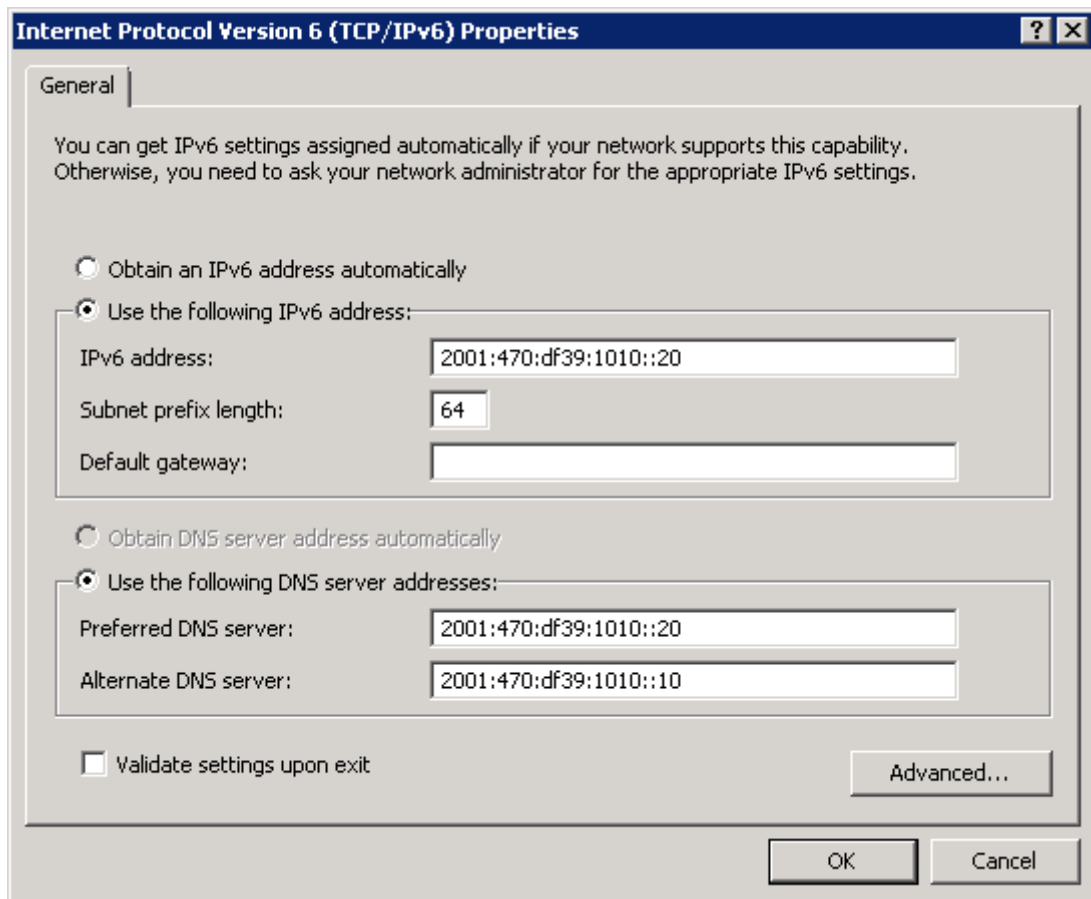 Internet Protocol Version 6 (TCP/IPv6) Properties
?
General
You can get IPv6 settings assigned automatically if your network supports this capability.
Otherwise, you need to ask your network administrator for the appropriate IPv6 settings.
Obtain an IPv6 address automatically
Use the following IPv6 address:
IPv6 address: 2001:470:df39:1010::20
Subnet prefix length: 64
Default gateway:
Obtain DNS server address automatically
Use the following DNS server addresses:
Preferred DNS server: 2001:470:df39:1010::20
Alternate DNS server: 2001:470:df39:1010::10
Validate settings upon exit
Advanced...
OK Cancel